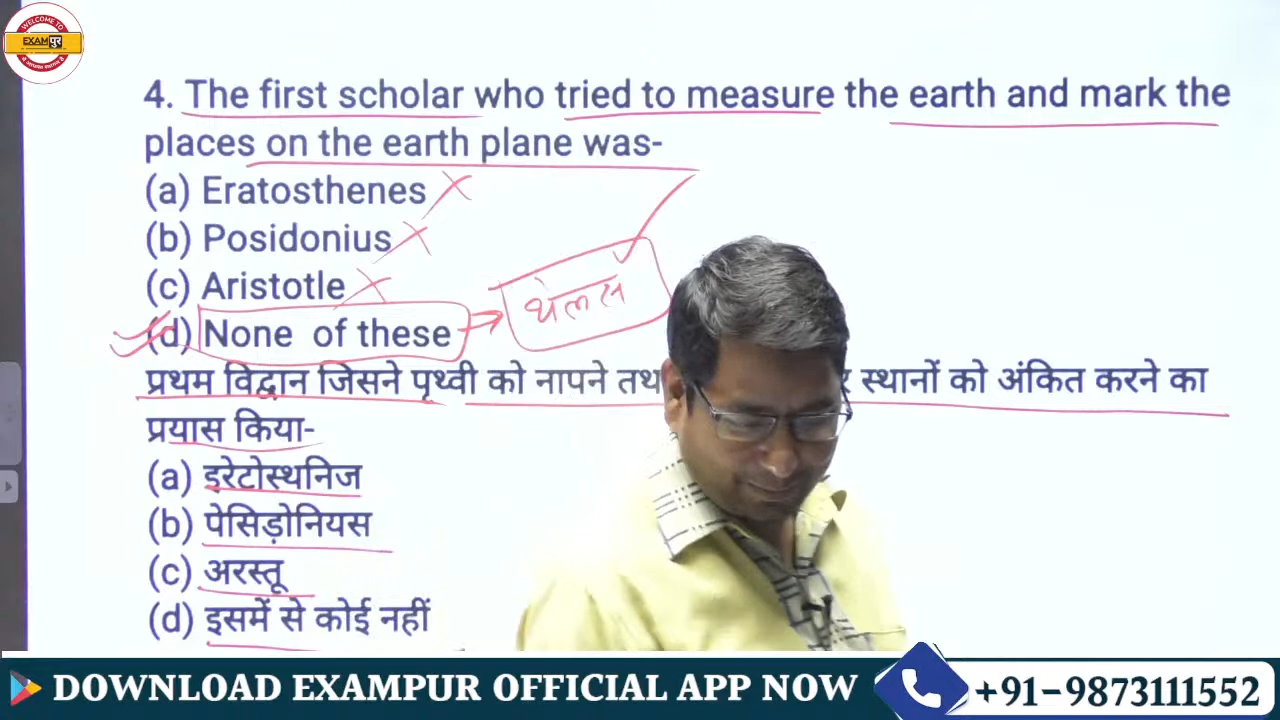 WELCOME TO
EXAMपुर
4. The first scholar who tried to measure the earth and mark the
places on the earth plane was-
(a) Eratosthenes
(b) Posidonius
(c) Aristotle
(d) None of these
थेल्स
प्रथम विद्वान जिसने पृथ्वी को नापने तथ स्थानों को अंकित करने का
प्रयास किया-
(a) इरेटोस्थनिज
(b) पेसिड़ोनियस
(c) अरस्तू
(d) इसमें से कोई नहीं
DOWNLOAD EXAMPUR OFFICIAL APP NOW
+91-9873111552